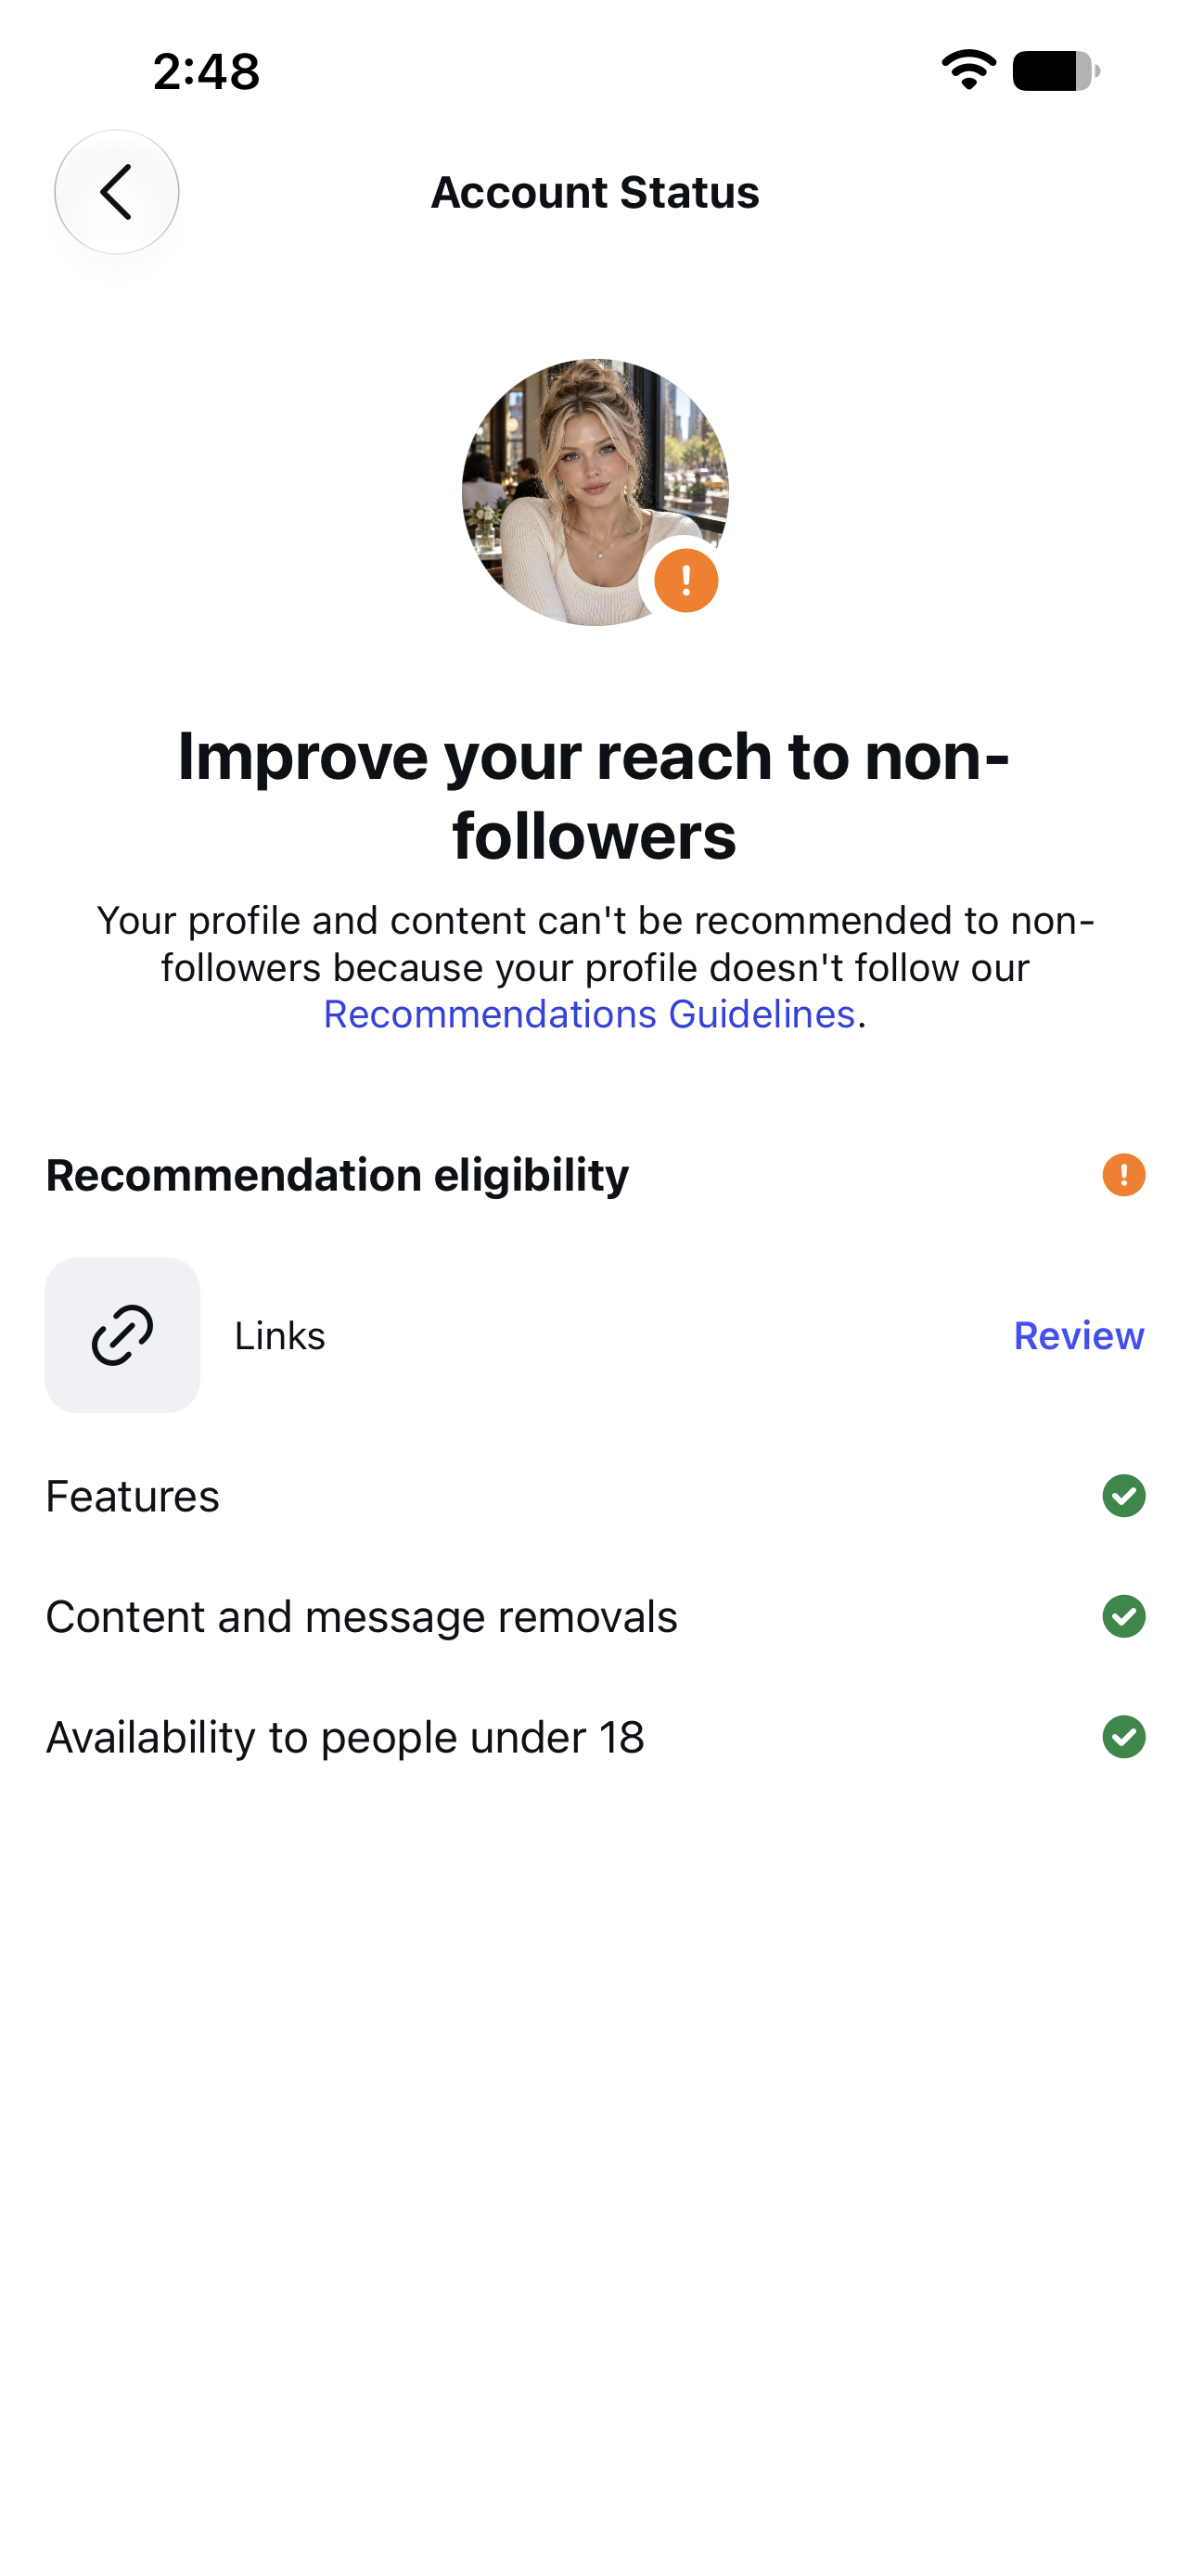 2:48
Account Status
Improve your reach to non-
followers
Your profile and content can't be recommended to non-
followers because your profile doesn't follow our
Recommendations Guidelines.
Recommendation eligibility
Links
Review
Features
Content and message removals
Availability to people under 18